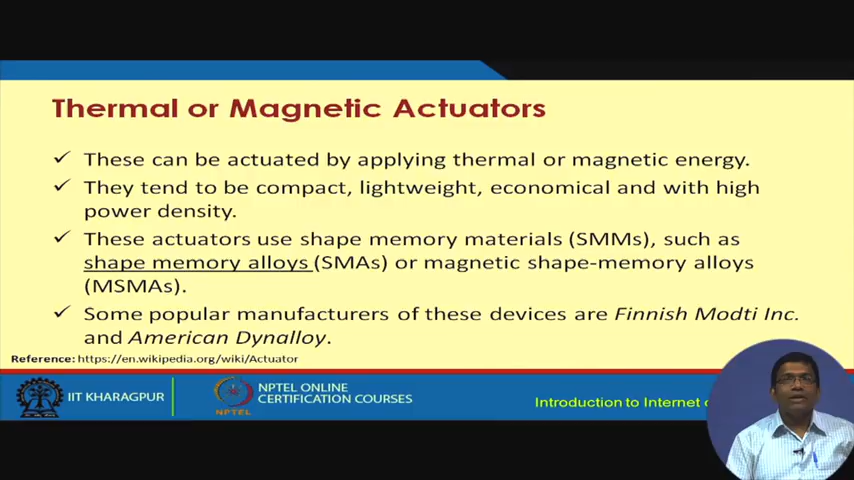 Thermal or Magnetic Actuators
✓ These can be actuated by applying thermal or magnetic energy.
✓ They tend to be compact, lightweight, economical and with high
power density.
✓ These actuators use shape memory materials (SMMs), such as
shape memory alloys (SMAs) or magnetic shape-memory alloys
(MSMAs).
✓ Some popular manufacturers of these devices are Finnish Modti Inc.
and American Dynalloy.
Reference: https://en.wikipedia.org/wiki/Actuator
IIT KHARAGPUR
NPTEL
NPTEL ONLINE
CERTIFICATION COURSES
Introduction to Internet